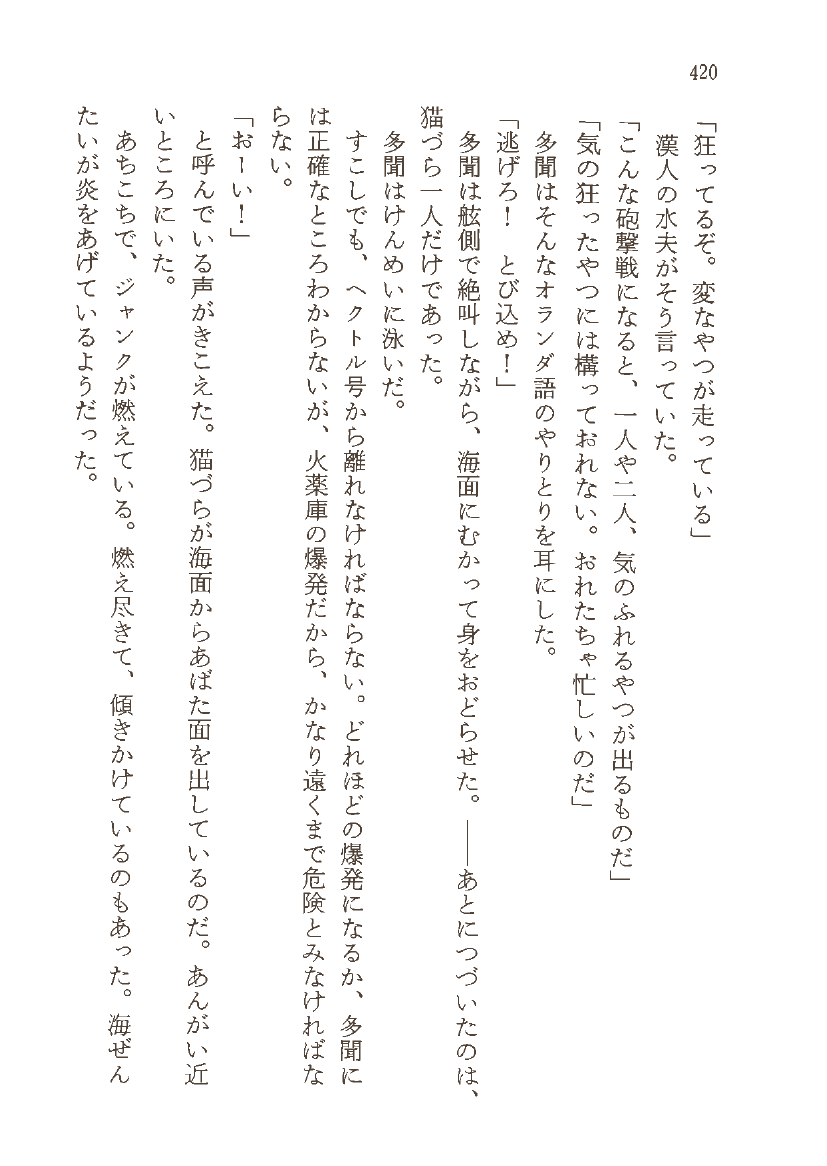 420
「狂ってるぞ。変なやつが走っている」
漢人の水夫がそう言っていた。
「こんな砲撃戦になると、一人や二人、気のふれるやつが出るものだ」
「気の狂ったやつには構っておれない。おれたちゃ忙しいのだ」
多聞はそんなオランダ語のやりとりを耳にした。
「逃げろ！　とび込め！」
多聞は舷側で絶叫しながら、海面にむかって身をおどらせた。――あとにつづいたのは、
猫づら一人だけであった。
多聞はけんめいに泳いだ。
すこしでも、ヘクトル号から離れなければならない。どれほどの爆発になるか、多聞に
は正確なところわからないが、火薬庫の爆発だから、かなり遠くまで危険とみなければな
らない。
「おーい！」
と呼んでいる声がきこえた。猫づらが海面からあばた面を出しているのだ。あんがい近
いところにいた。
あちこちで、ジャンクが燃えている。燃え尽きて、傾きかけているのもあった。海ぜん
たいが炎をあげているようだった。